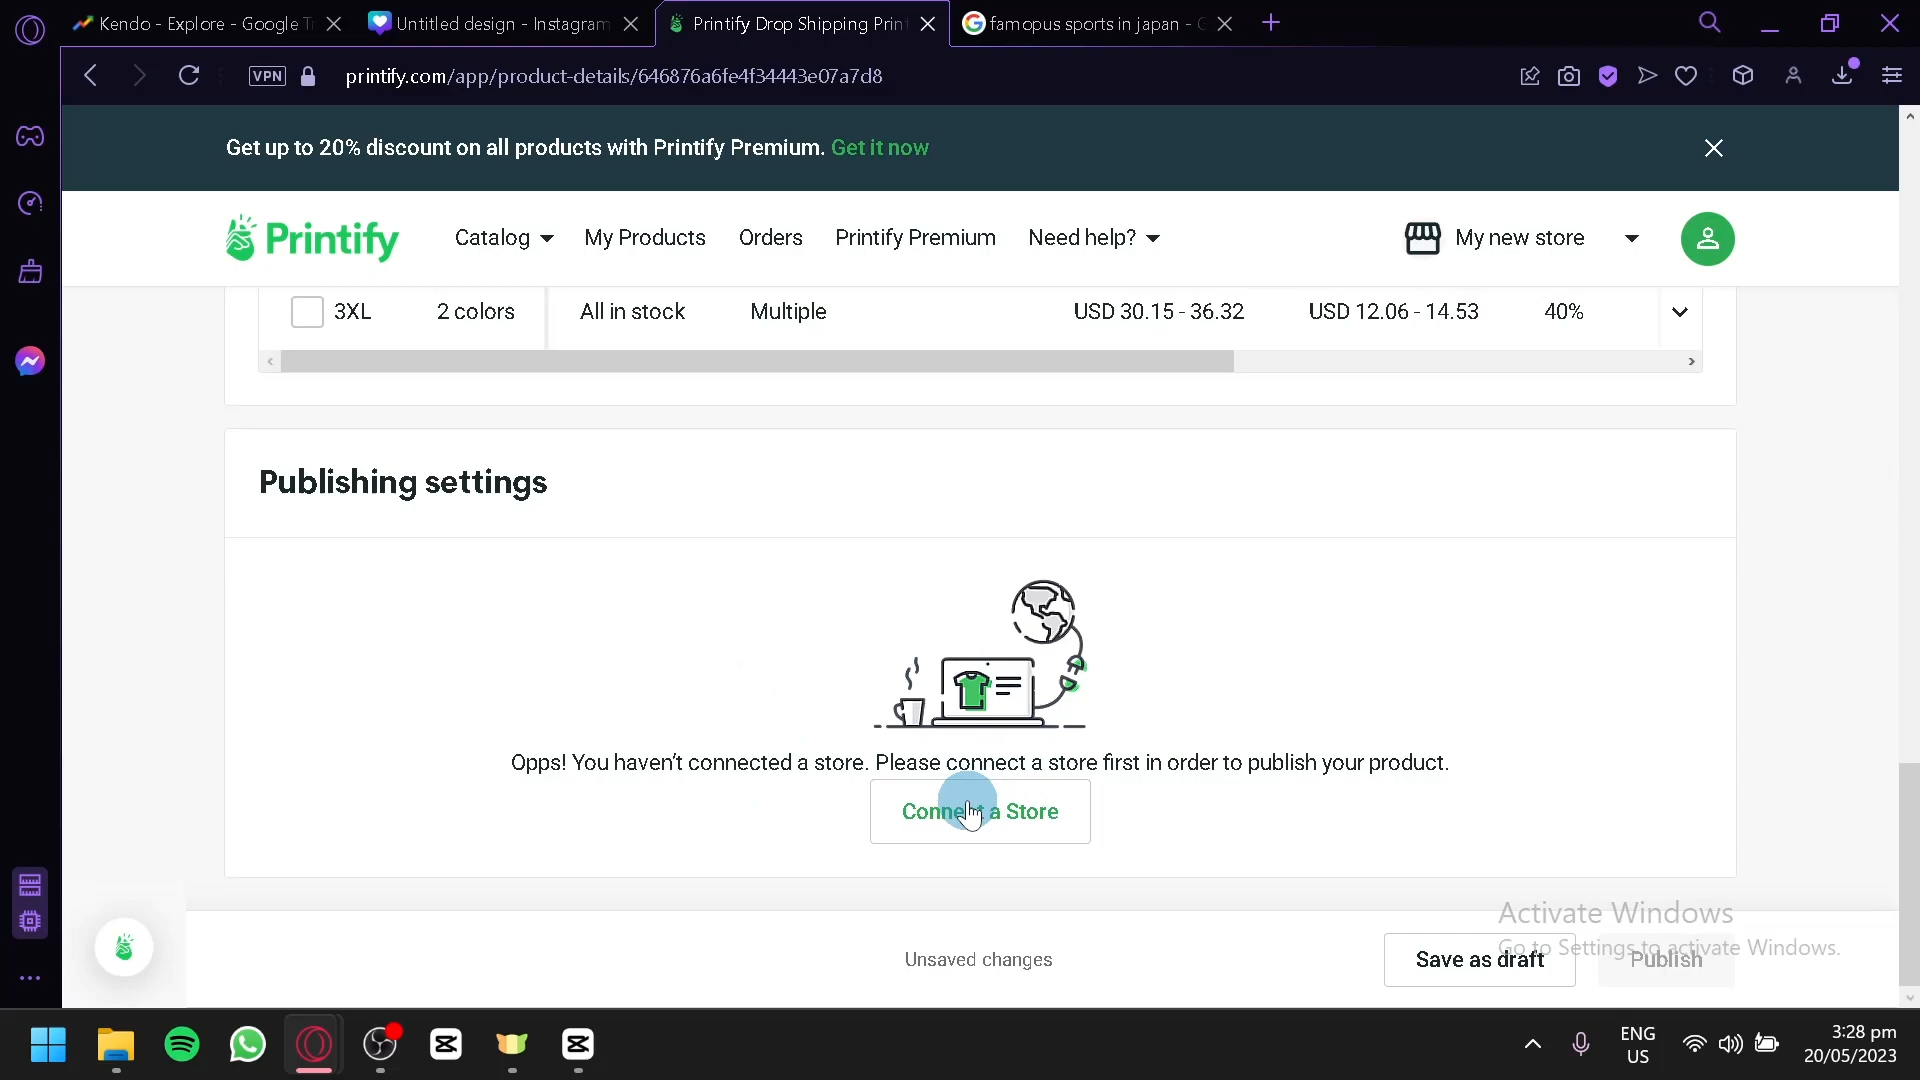 Kendo - Explore - Google T
Untitled design - Instagram
Printify Drop Shipping Prin
famopus sports in japan - G
VPN
printify.com/app/product-details/646876a6fe4f34443e07a7d8
Get up to 20% discount on all products with Printify Premium. Get it now
Printify
Catalog
My Products
Orders
Printify Premium
Need help?
My new store
3XL
2 colors
All in stock
Multiple
USD 30.15 - 36.32
USD 12.06 - 14.53
40%
Publishing settings
Opps! You haven't connected a store. Please connect a store first in order to publish your product.
Connect a Store
Activate Windows
Go to Settings to activate Windows.
Unsaved changes
Save as draft
Publish
ENG
US
3:28 pm
20/05/2023